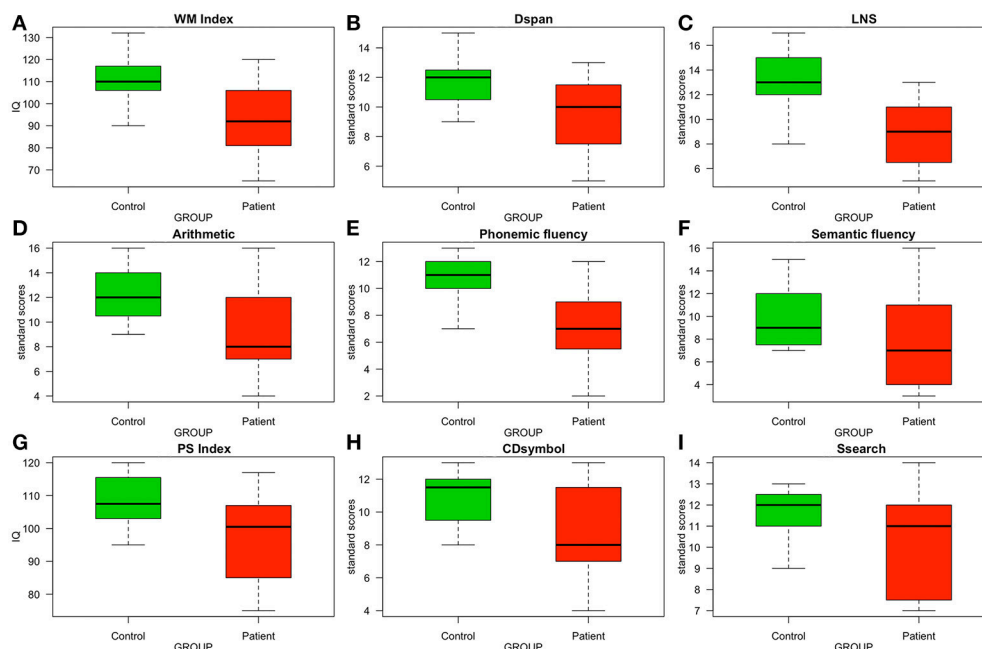 A WM Index
IQ
130
120
110
100
90
80
70
Control Patient
GROUP
B Dspan
standard scores
14
12
10
8
6
Control Patient
GROUP
C LNS
standard scores
16
14
12
10
8
6
Control Patient
GROUP
D Arithmetic
standard scores
16
14
12
10
8
6
4
Control Patient
GROUP
E Phonemic fluency
standard scores
12
10
8
6
4
2
Control Patient
GROUP
F Semantic fluency
standard scores
16
14
12
10
8
6
4
Control Patient
GROUP
G PS Index
IQ
120
110
100
90
80
Control Patient
GROUP
H CDsymbol
standard scores
12
10
8
6
4
Control Patient
GROUP
I Ssearch
standard scores
14
13
12
11
10
9
8
7
Control Patient
GROUP